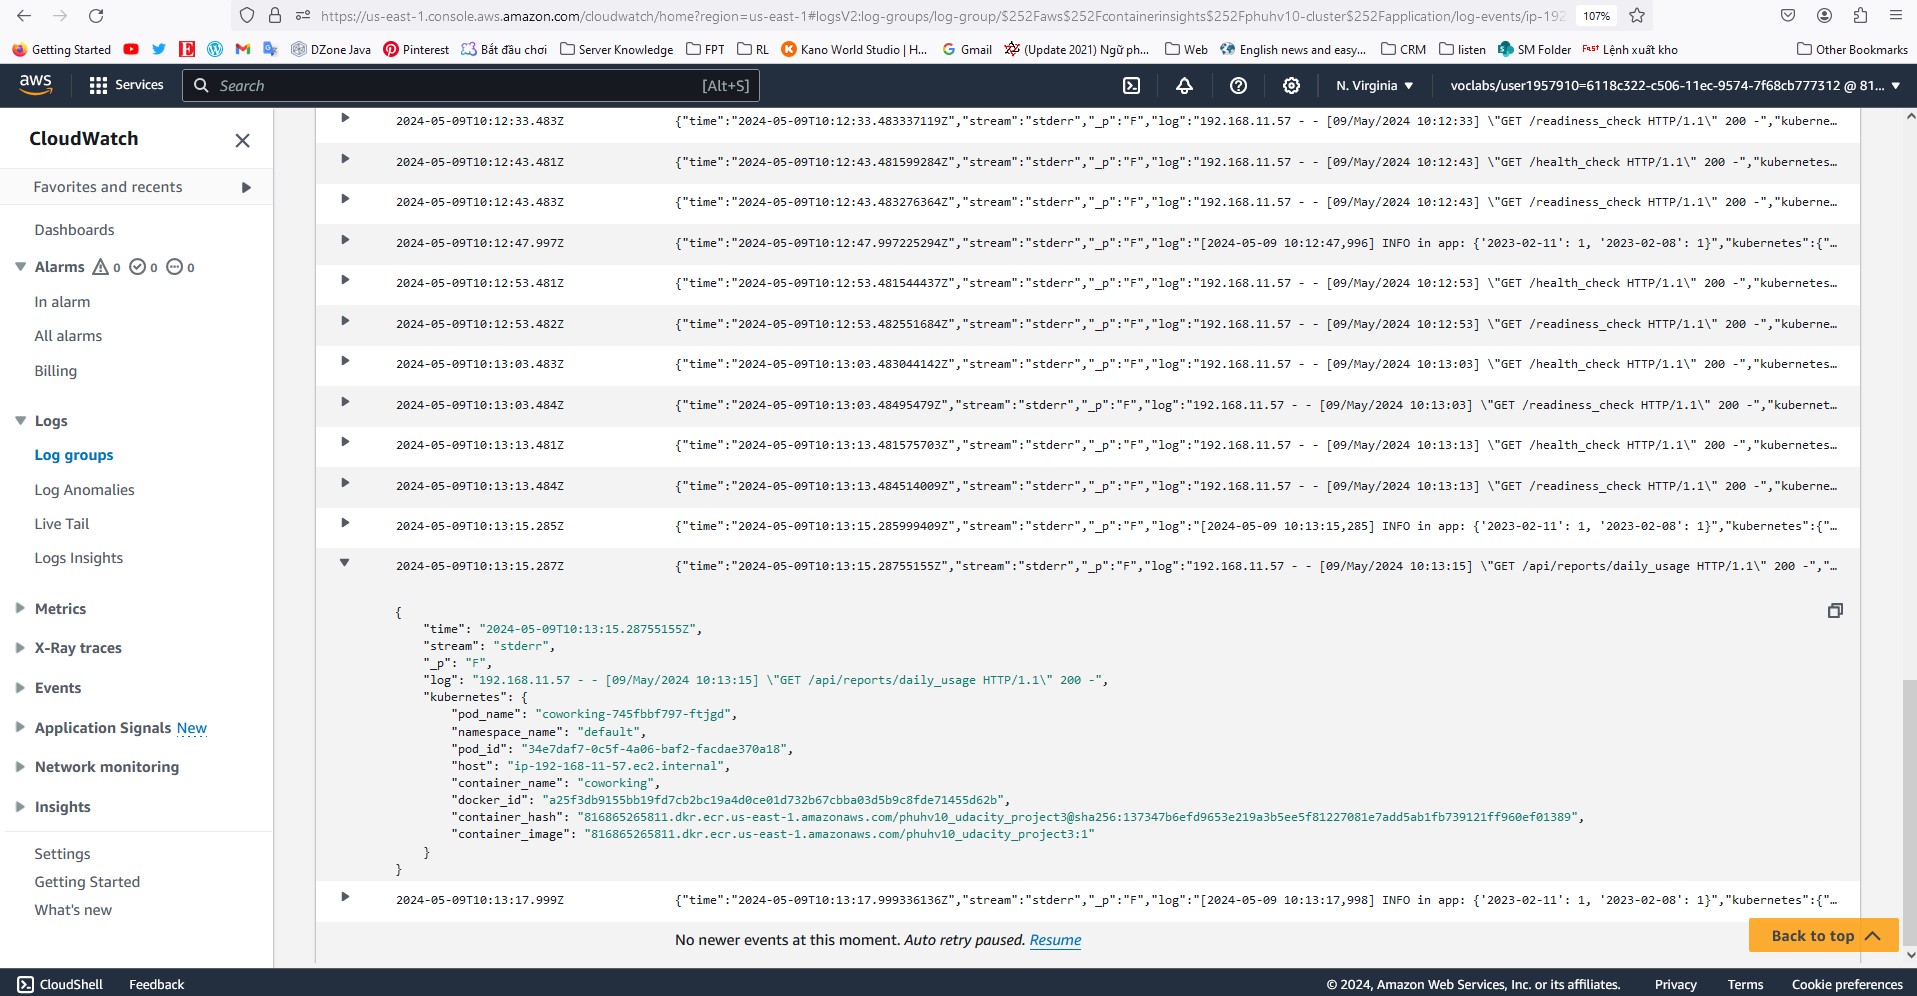 https://us-east-1.console.aws.amazon.com/cloudwatch/home?region=us-east-1#logsV2:log-groups/log-group/$252Faws$252Fcontainerinsights$252Fphuhv10-cluster$252Fapplication/log-events/ip-192 107%
Getting Started DZone Java Pinterest Bắt đầu chơi Server Knowledge FPT RL Kano World Studio | H... Gmail (Update 2021) Ngữ ph... Web English news and easy... CRM listen SM Folder Fast Lệnh xuất kho Other Bookmarks
aws Services Search [Alt+S] N. Virginia voclabs/user1957910=6118c322-c506-11ec-9574-7f68cb777312 @ 81...
CloudWatch
Favorites and recents
Dashboards
Alarms 0 0 0
In alarm
All alarms
Billing
Logs
Log groups
Log Anomalies
Live Tail
Logs Insights
Metrics
X-Ray traces
Events
Application Signals New
Network monitoring
Insights
Settings
Getting Started
What's new
2024-05-09T10:12:33.483Z {"time":"2024-05-09T10:12:33.483337119Z","stream":"stderr","_p":"F","log":"192.168.11.57 - - [09/May/2024 10:12:33] \"GET /readiness_check HTTP/1.1\" 200 -","kuberne…
2024-05-09T10:12:43.481Z {"time":"2024-05-09T10:12:43.481599284Z","stream":"stderr","_p":"F","log":"192.168.11.57 - - [09/May/2024 10:12:43] \"GET /health_check HTTP/1.1\" 200 -","kubernetes…
2024-05-09T10:12:43.483Z {"time":"2024-05-09T10:12:43.483276364Z","stream":"stderr","_p":"F","log":"192.168.11.57 - - [09/May/2024 10:12:43] \"GET /readiness_check HTTP/1.1\" 200 -","kuberne…
2024-05-09T10:12:47.997Z {"time":"2024-05-09T10:12:47.997225294Z","stream":"stderr","_p":"F","log":"[2024-05-09 10:12:47,996] INFO in app: {'2023-02-11': 1, '2023-02-08': 1}","kubernetes":{"…
2024-05-09T10:12:53.481Z {"time":"2024-05-09T10:12:53.481544437Z","stream":"stderr","_p":"F","log":"192.168.11.57 - - [09/May/2024 10:12:53] \"GET /health_check HTTP/1.1\" 200 -","kubernetes…
2024-05-09T10:12:53.482Z {"time":"2024-05-09T10:12:53.482551684Z","stream":"stderr","_p":"F","log":"192.168.11.57 - - [09/May/2024 10:12:53] \"GET /readiness_check HTTP/1.1\" 200 -","kuberne…
2024-05-09T10:13:03.483Z {"time":"2024-05-09T10:13:03.483044142Z","stream":"stderr","_p":"F","log":"192.168.11.57 - - [09/May/2024 10:13:03] \"GET /health_check HTTP/1.1\" 200 -","kubernetes…
2024-05-09T10:13:03.484Z {"time":"2024-05-09T10:13:03.48495479Z","stream":"stderr","_p":"F","log":"192.168.11.57 - - [09/May/2024 10:13:03] \"GET /readiness_check HTTP/1.1\" 200 -","kubernet…
2024-05-09T10:13:13.481Z {"time":"2024-05-09T10:13:13.481575703Z","stream":"stderr","_p":"F","log":"192.168.11.57 - - [09/May/2024 10:13:13] \"GET /health_check HTTP/1.1\" 200 -","kubernetes…
2024-05-09T10:13:13.484Z {"time":"2024-05-09T10:13:13.484514009Z","stream":"stderr","_p":"F","log":"192.168.11.57 - - [09/May/2024 10:13:13] \"GET /readiness_check HTTP/1.1\" 200 -","kuberne…
2024-05-09T10:13:15.285Z {"time":"2024-05-09T10:13:15.285999409Z","stream":"stderr","_p":"F","log":"[2024-05-09 10:13:15,285] INFO in app: {'2023-02-11': 1, '2023-02-08': 1}","kubernetes":{"…
2024-05-09T10:13:15.287Z {"time":"2024-05-09T10:13:15.28755155Z","stream":"stderr","_p":"F","log":"192.168.11.57 - - [09/May/2024 10:13:15] \"GET /api/reports/daily_usage HTTP/1.1\" 200 -","…
{
"time": "2024-05-09T10:13:15.28755155Z",
"stream": "stderr",
"_p": "F",
"log": "192.168.11.57 - - [09/May/2024 10:13:15] \"GET /api/reports/daily_usage HTTP/1.1\" 200 -",
"kubernetes": {
"pod_name": "coworking-745fbbf797-ftjgd",
"namespace_name": "default",
"pod_id": "34e7daf7-0c5f-4a06-baf2-facdae370a18",
"host": "ip-192-168-11-57.ec2.internal",
"container_name": "coworking",
"docker_id": "a25f3db9155bb19fd7cb2bc19a4d0ce01d732b67cbba03d5b9c8fde71455d62b",
"container_hash": "816865265811.dkr.ecr.us-east-1.amazonaws.com/phuhv10_udacity_project3@sha256:137347b6efd9653e219a3b5ee5f81227081e7add5ab1fb739121ff960ef01389",
"container_image": "816865265811.dkr.ecr.us-east-1.amazonaws.com/phuhv10_udacity_project3:1"
}
}
2024-05-09T10:13:17.999Z {"time":"2024-05-09T10:13:17.999336136Z","stream":"stderr","_p":"F","log":"[2024-05-09 10:13:17,998] INFO in app: {'2023-02-11': 1, '2023-02-08': 1}","kubernetes":{"…
No newer events at this moment. Auto retry paused. Resume
Back to top
CloudShell Feedback © 2024, Amazon Web Services, Inc. or its affiliates. Privacy Terms Cookie preferences